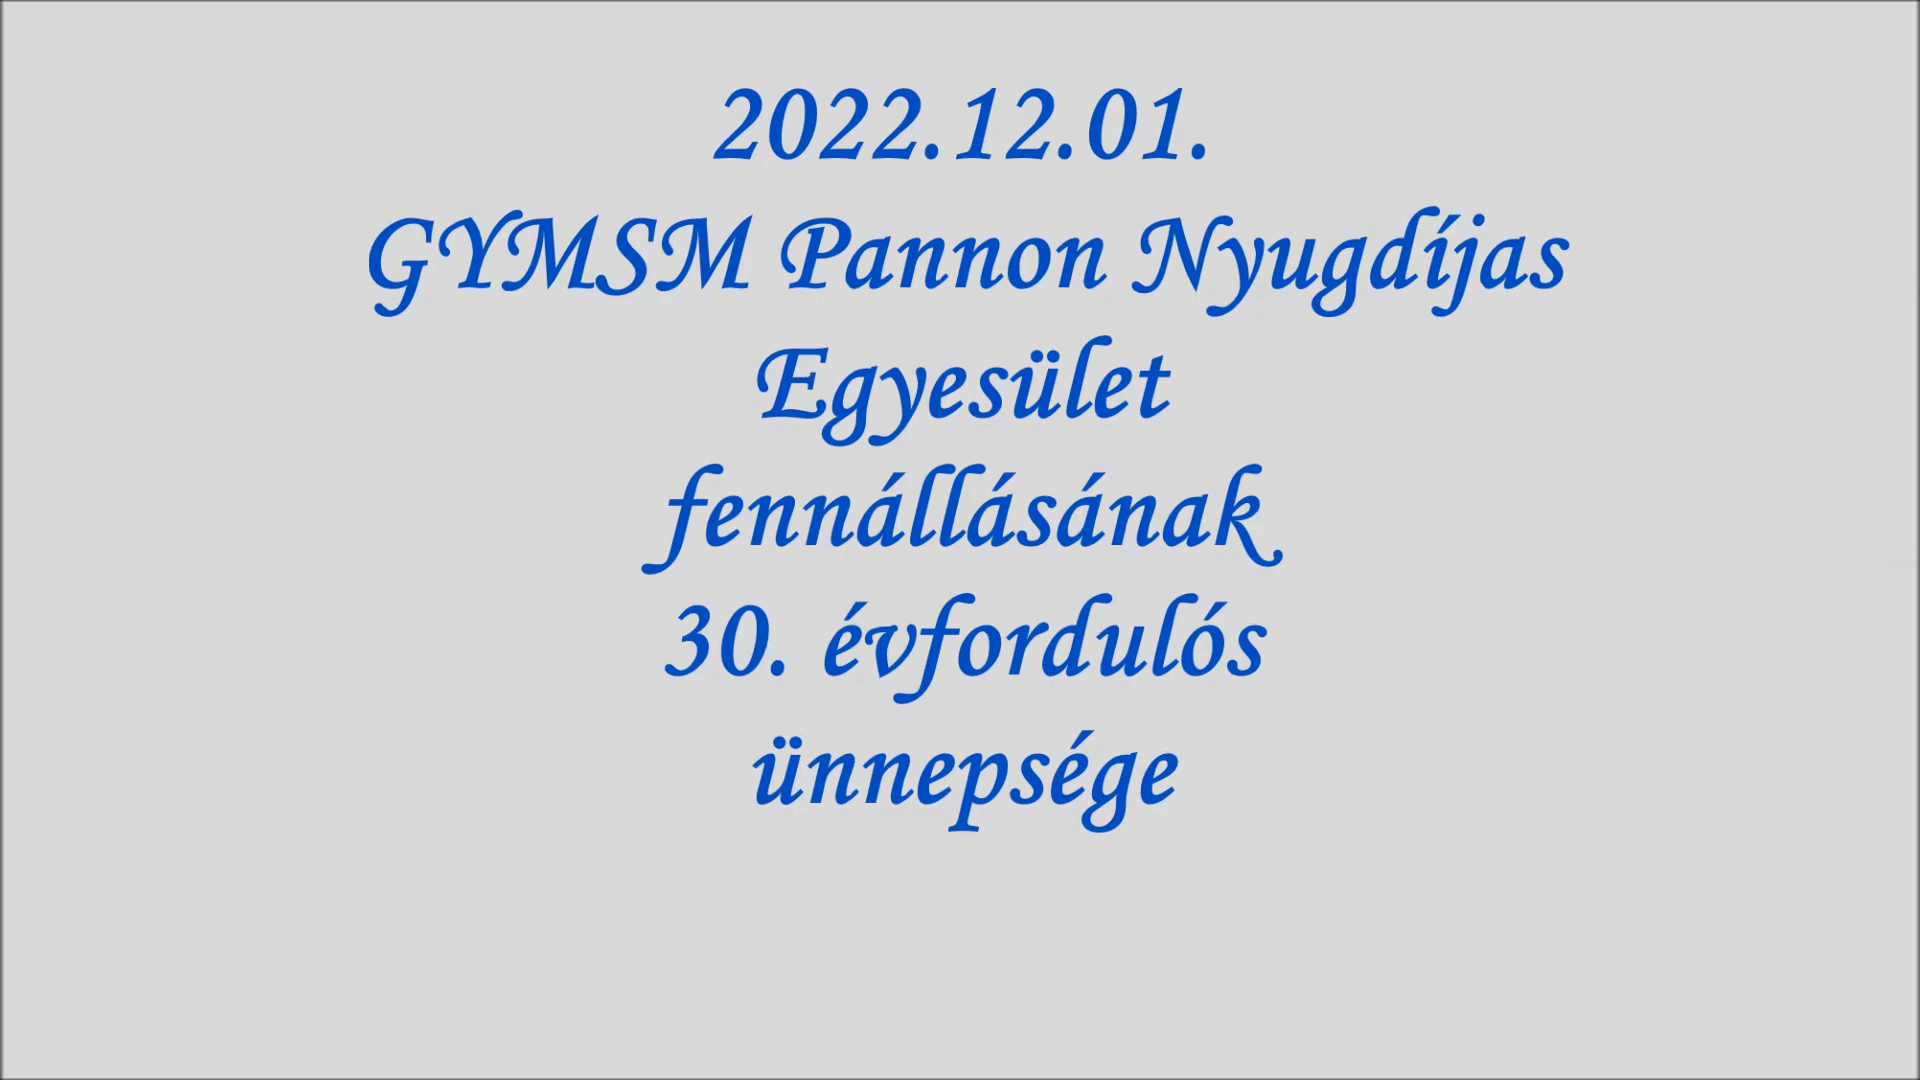 2022.12.01.
GYMSM Pannon Nyugdíjas
Egyesület
fennállásának
30. évfordulós
ünnepsége